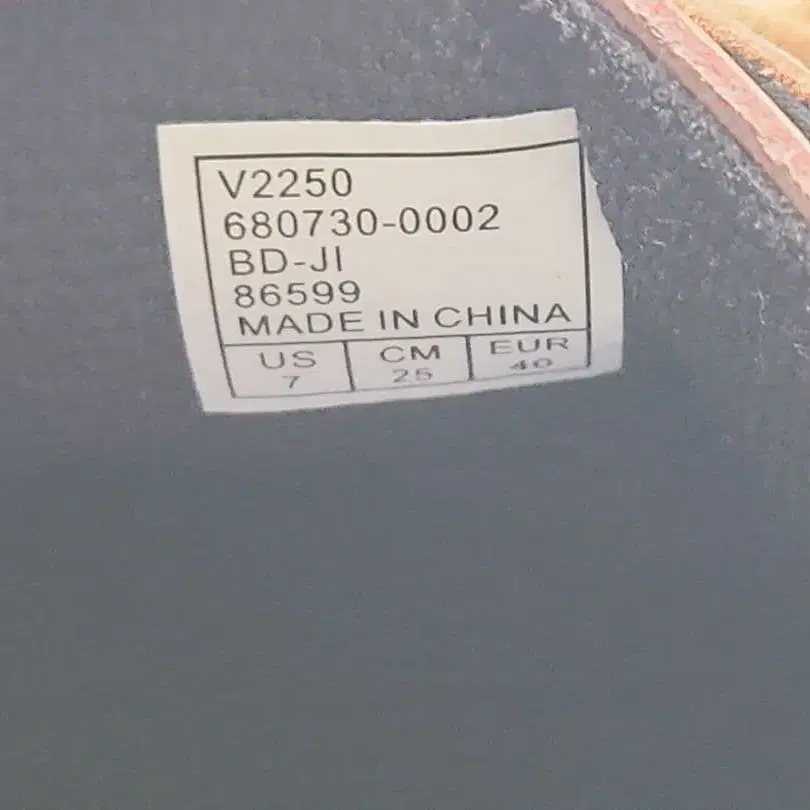 V2250
680730-0002
BD-JI
86599
MADE IN CHINA
US CM EUR
7 25 40